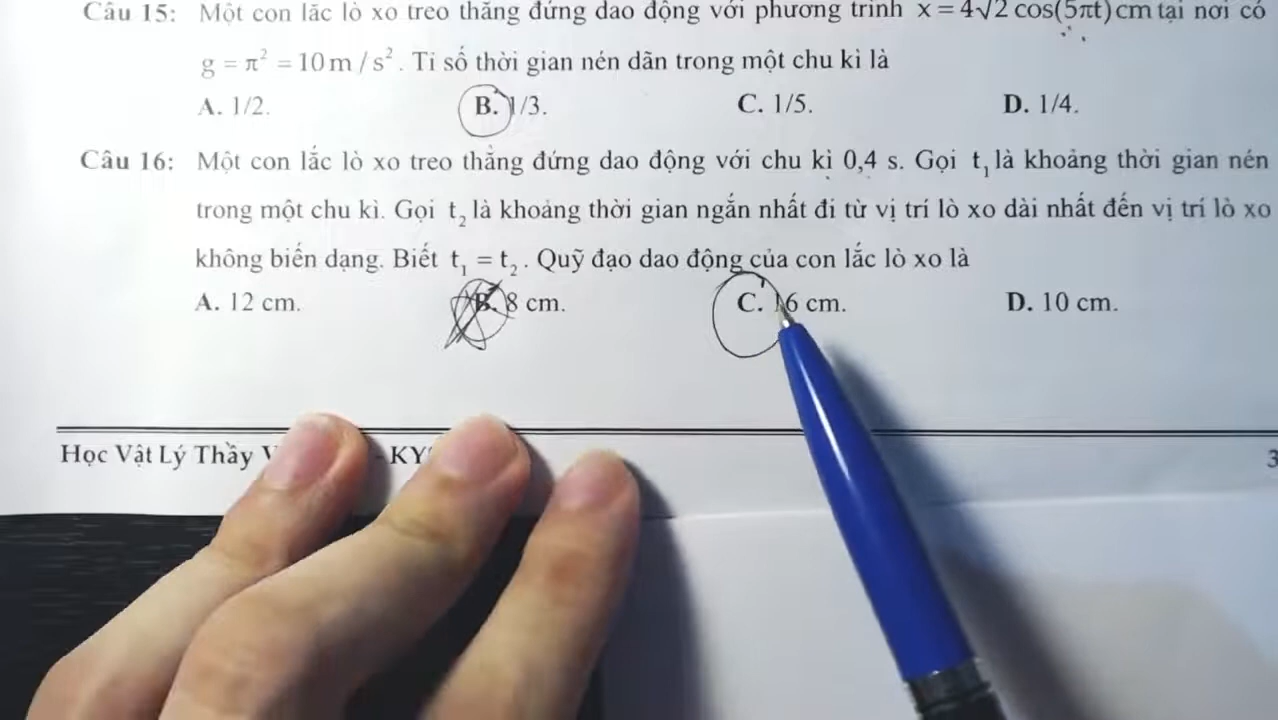 Câu 15: Một con lắc lò xo treo thẳng đứng dao động với phương trình x = 4√2 cos(5πt) cm tại nơi có
g = π² = 10 m / s². Tỉ số thời gian nén dãn trong một chu kì là
A. 1/2. B. 1/3. C. 1/5. D. 1/4.
Câu 16: Một con lắc lò xo treo thẳng đứng dao động với chu kì 0,4 s. Gọi t₁ là khoảng thời gian nén
trong một chu kì. Gọi t₂ là khoảng thời gian ngắn nhất đi từ vị trí lò xo dài nhất đến vị trí lò xo
không biến dạng. Biết t₁ = t₂. Quỹ đạo dao động của con lắc lò xo là
A. 12 cm. B. 8 cm. C. 16 cm. D. 10 cm.
Học Vật Lý Thầy
3